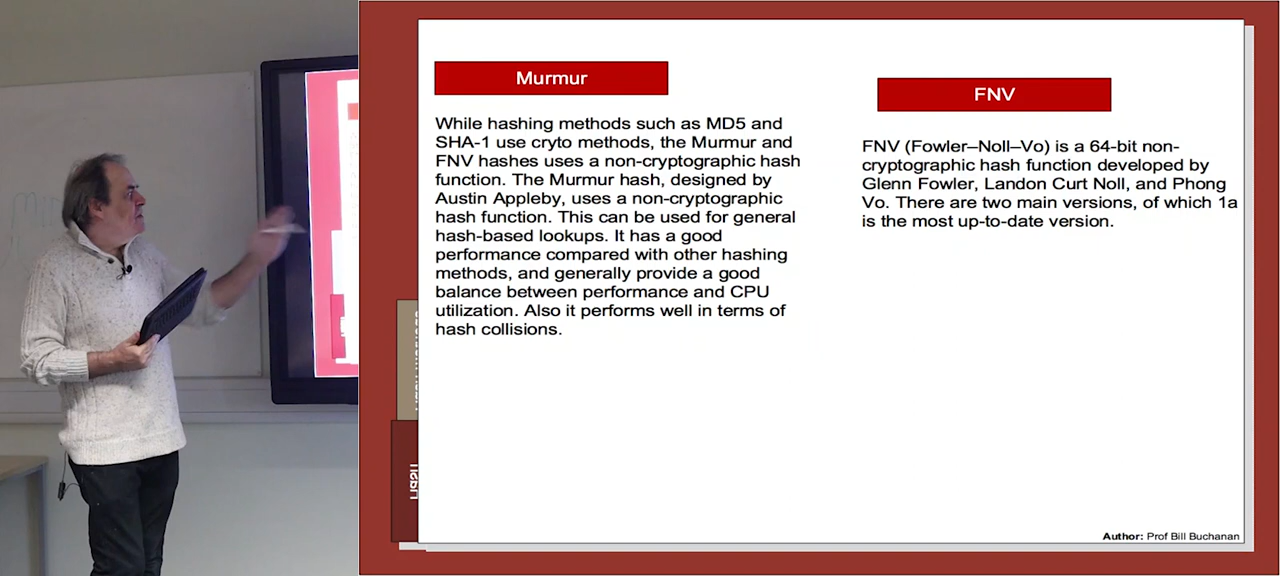 Murmur
While hashing methods such as MD5 and
SHA-1 use cryto methods, the Murmur and
FNV hashes uses a non-cryptographic hash
function. The Murmur hash, designed by
Austin Appleby, uses a non-cryptographic
hash function. This can be used for general
hash-based lookups. It has a good
performance compared with other hashing
methods, and generally provide a good
balance between performance and CPU
utilization. Also it performs well in terms of
hash collisions.
FNV
FNV (Fowler–Noll–Vo) is a 64-bit non-
cryptographic hash function developed by
Glenn Fowler, Landon Curt Noll, and Phong
Vo. There are two main versions, of which 1a
is the most up-to-date version.
Author: Prof Bill Buchanan